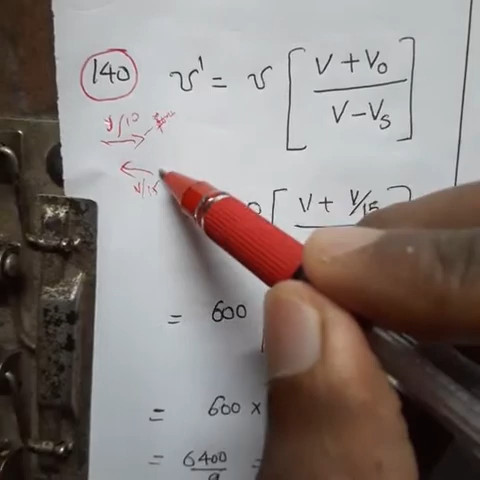 140 ν' = ν [ V + V₀ / V - Vₛ ]
V/10
V/15
[ V + V/15 ]
= 600
= 600 ×
= 6400/9 =